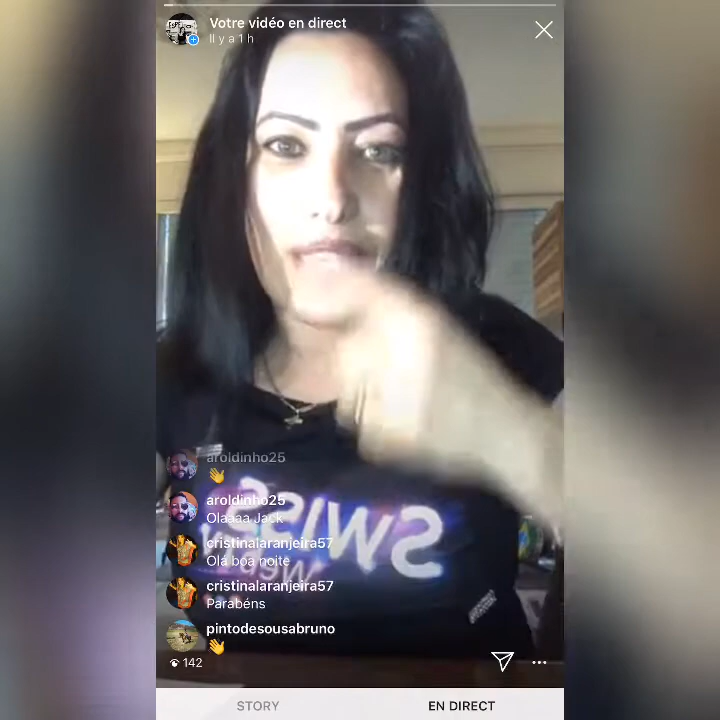 Votre vidéo en direct
Il y a 1 h
aroldinho25
👋
aroldinho25
Olaaaa Jack
cristinalaranjeira57
Olá boa noite
cristinalaranjeira57
Parabéns
pintodesousabruno
👋
142
SWISS
STORY
EN DIRECT